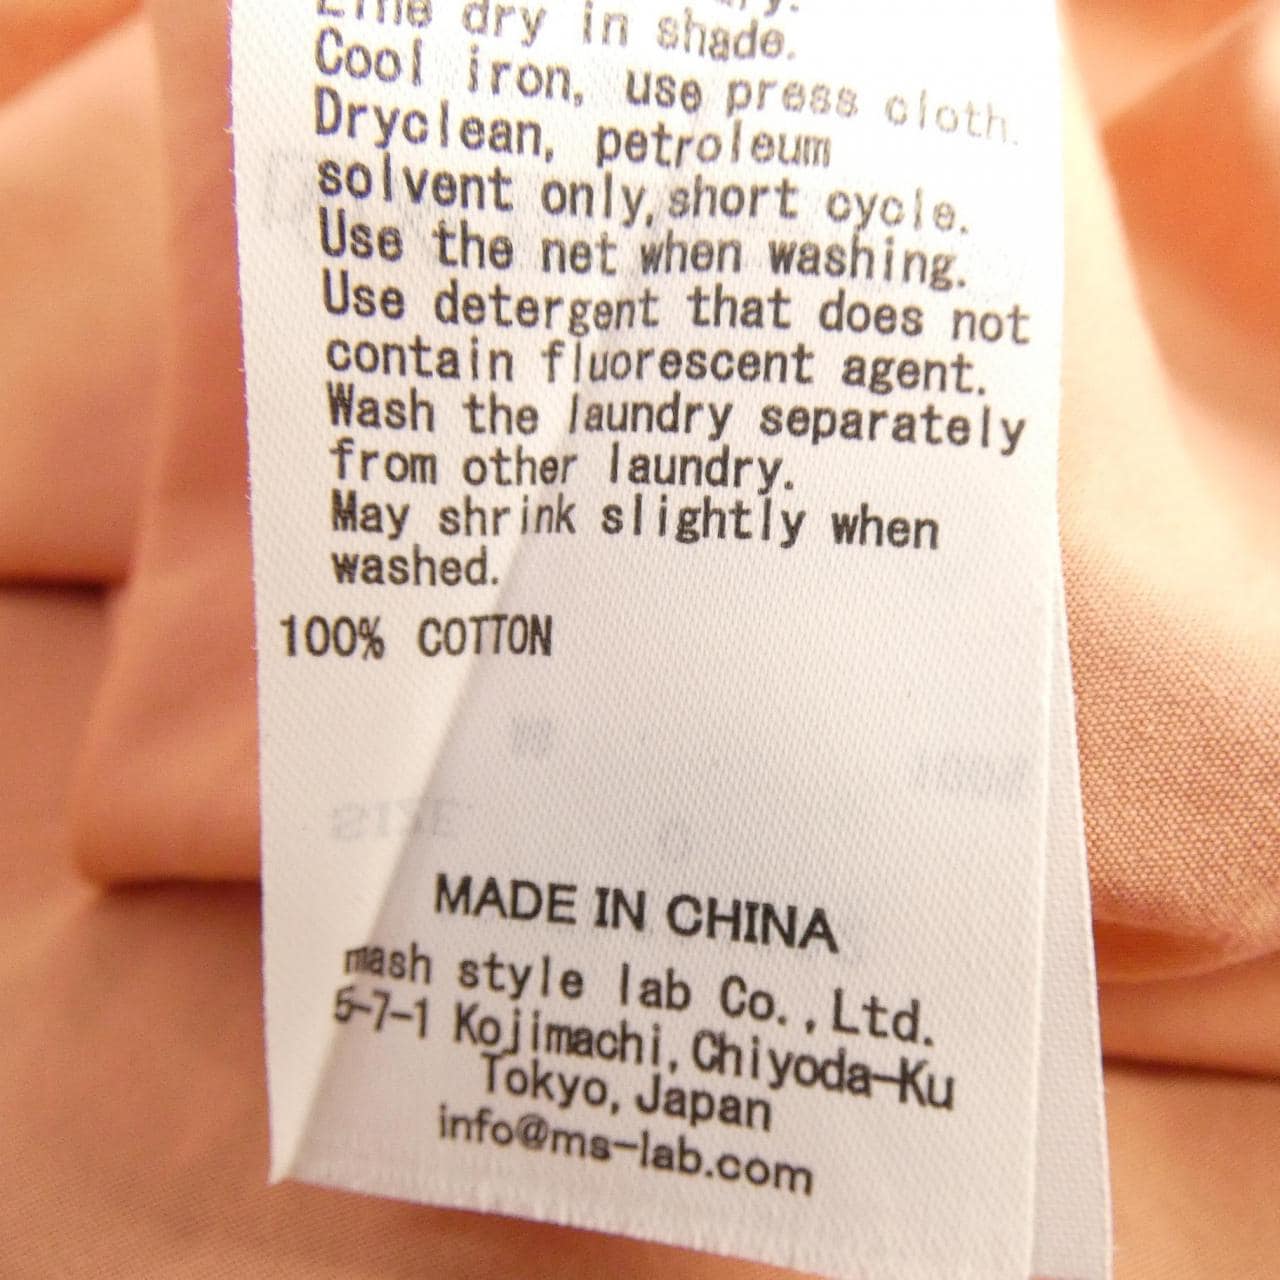 Line dry in shade.
Cool iron, use press cloth.
Dryclean, petroleum
solvent only,short cycle.
Use the net when washing.
Use detergent that does not
contain fluorescent agent.
Wash the laundry separately
from other laundry.
May shrink slightly when
washed.
100% COTTON
SIZE
MADE IN CHINA
mash style lab Co.,Ltd.
5-7-1 Kojimachi,Chiyoda-Ku
Tokyo,Japan
info@ms-lab.com